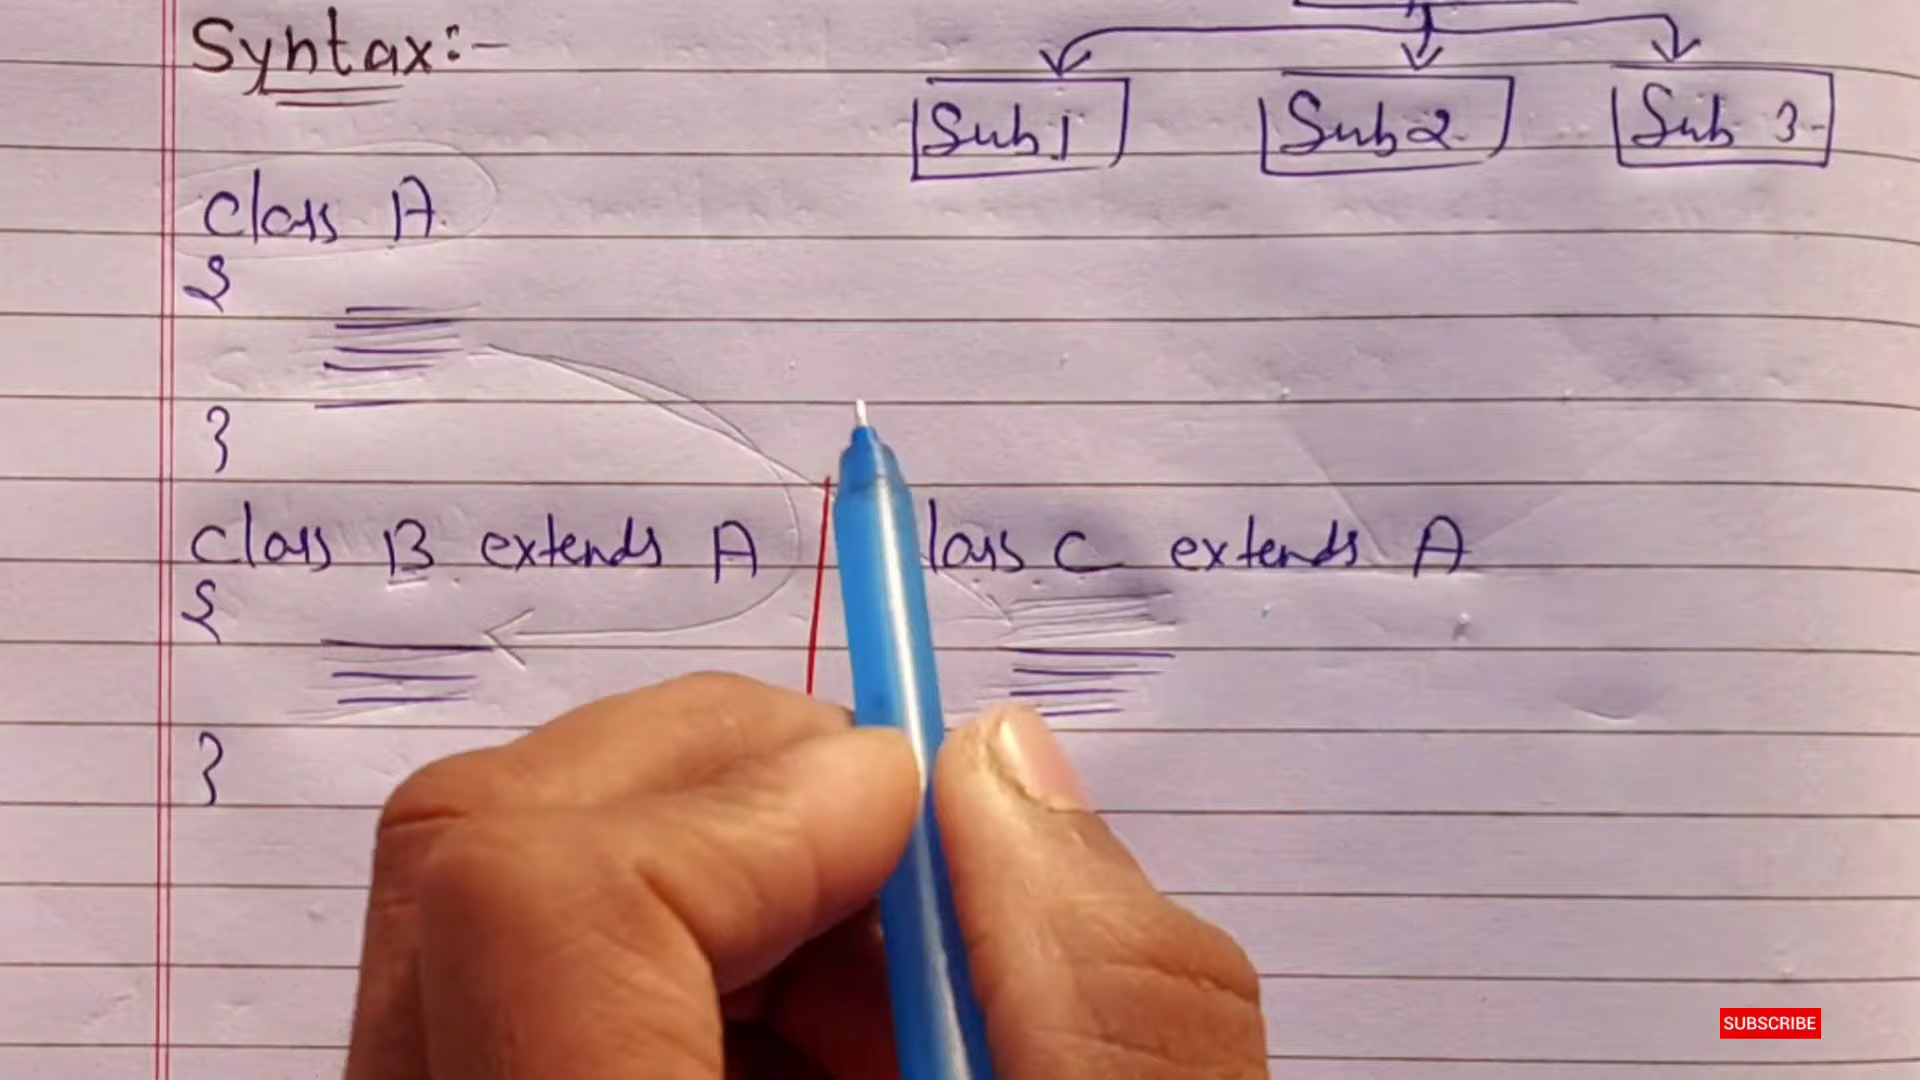 Syntax:-
Sub 1 Sub 2 Sub 3
class A
{
}
class B extends A
lass C extends A
{
}
SUBSCRIBE